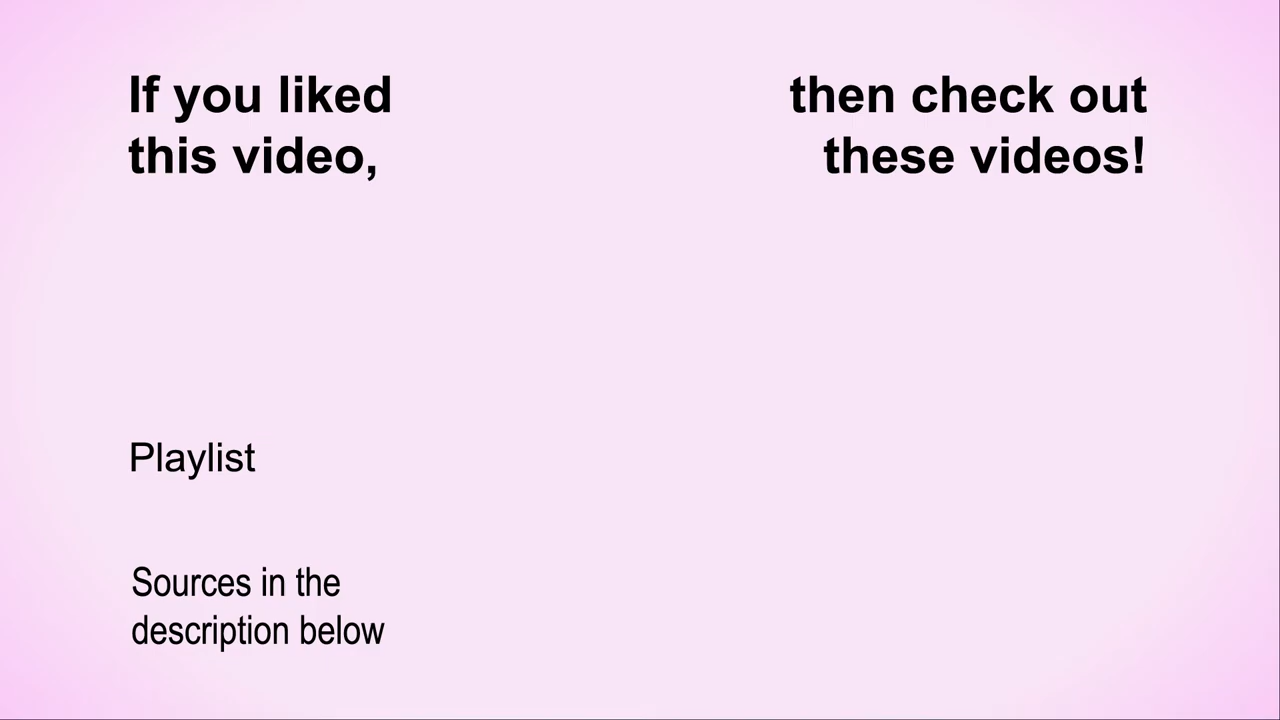 If you liked
this video,
then check out
these videos!
Playlist
Sources in the
description below